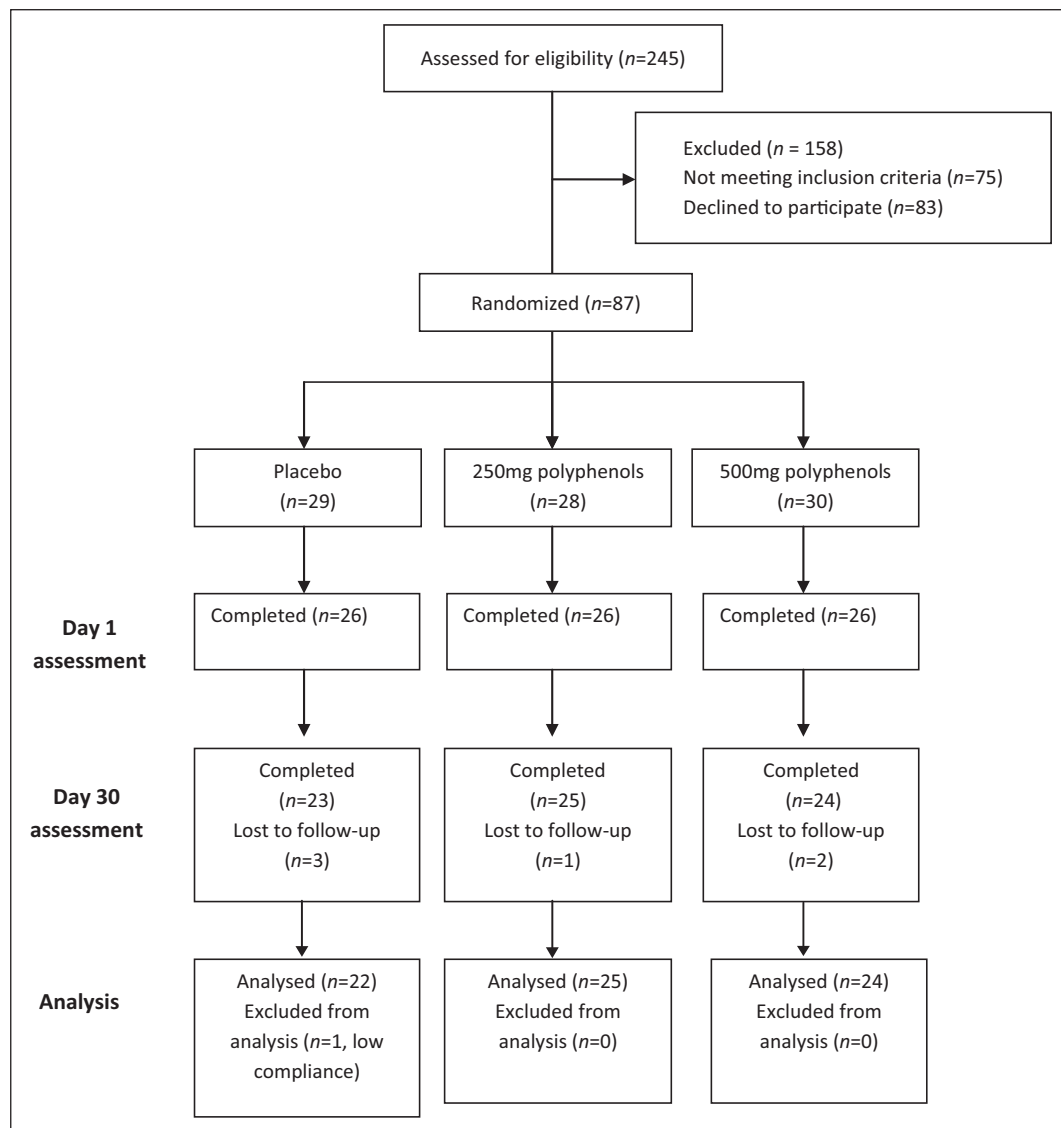 Assessed for eligibility (n=245)
Excluded (n = 158)
Not meeting inclusion criteria (n=75)
Declined to participate (n=83)
Randomized (n=87)
Placebo
(n=29)
250mg polyphenols
(n=28)
500mg polyphenols
(n=30)
Day 1
assessment
Completed (n=26)
Completed (n=26)
Completed (n=26)
Day 30
assessment
Completed
(n=23)
Lost to follow-up
(n=3)
Completed
(n=25)
Lost to follow-up
(n=1)
Completed
(n=24)
Lost to follow-up
(n=2)
Analysis
Analysed (n=22)
Excluded from
analysis (n=1, low
compliance)
Analysed (n=25)
Excluded from
analysis (n=0)
Analysed (n=24)
Excluded from
analysis (n=0)